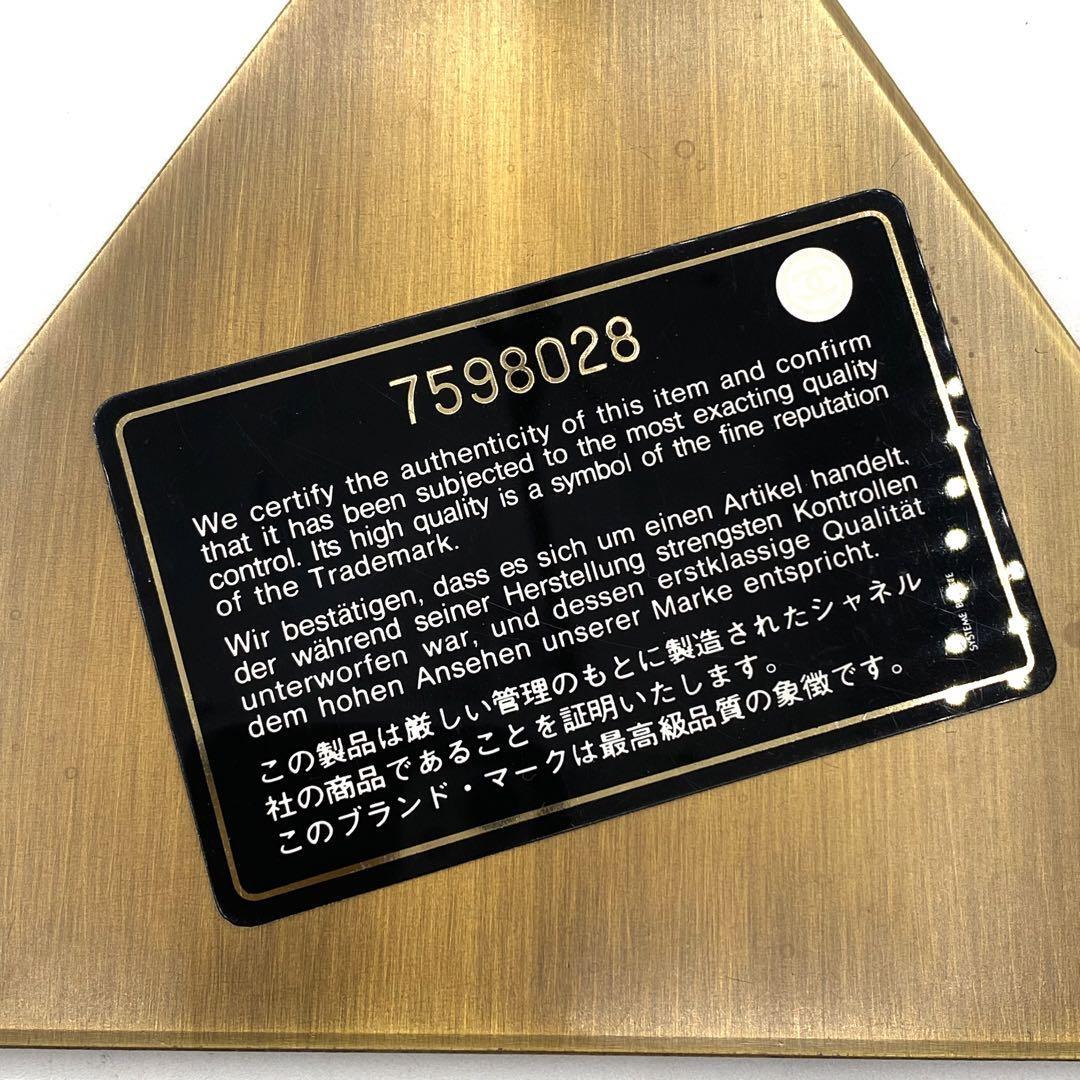 7598028
We certify the authenticity of this item and confirm
that it has been subjected to the most exacting quality
control. Its high quality is a symbol of the fine reputation
of the Trademark.
Wir bestätigen, dass es sich um einen Artikel handelt,
der während seiner Herstellung strengsten Kontrollen
unterworfen war, und dessen erstklassige Qualität
dem hohen Ansehen unserer Marke entspricht.
この製品は厳しい管理のもとに製造されたシャネル
社の商品であることを証明いたします。
このブランド・マークは最高級品質の象徴です。
SYSTEME